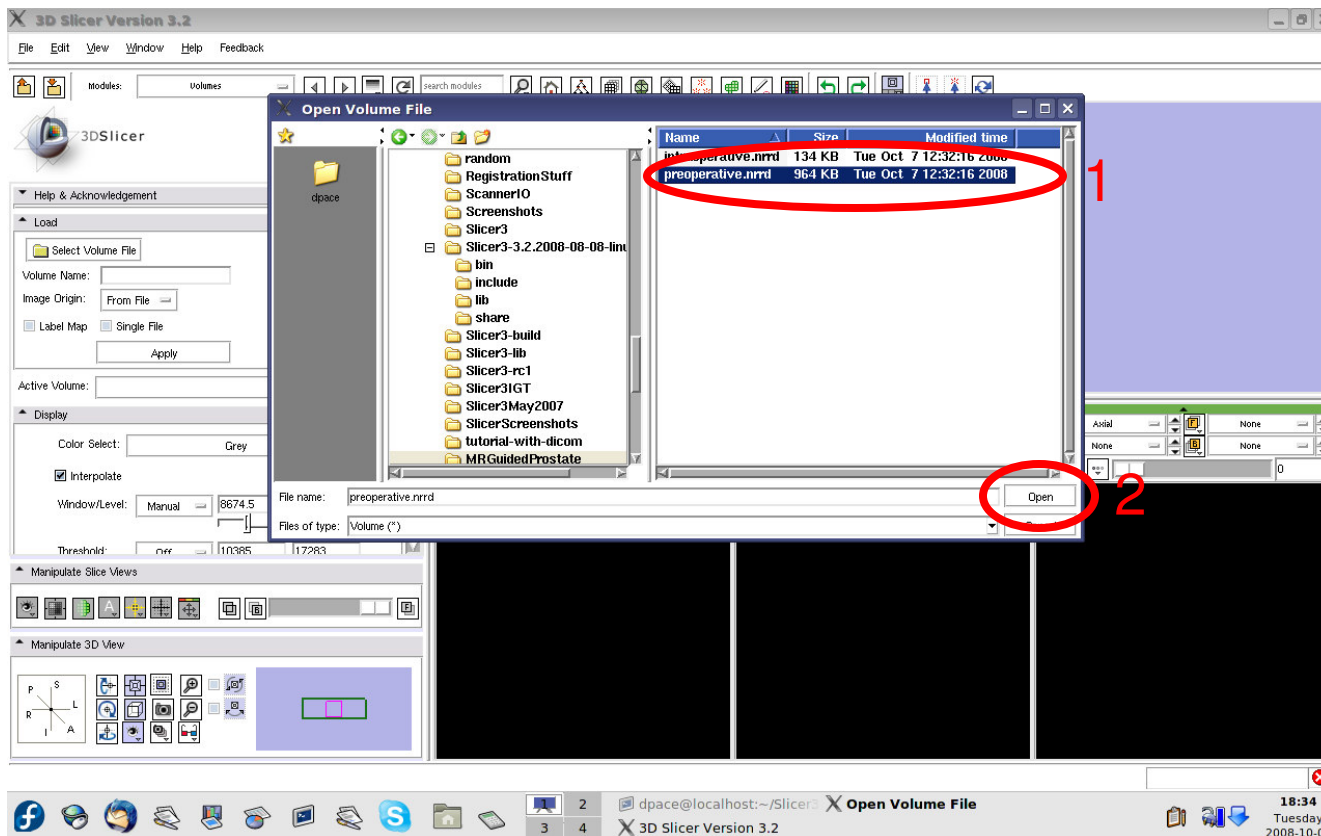 3D Slicer Version 3.2
File Edit View Window Help Feedback
Modules: Volumes search modules
3DSlicer
Help & Acknowledgement
Load
Select Volume File
Volume Name:
Image Origin: From File
Label Map Single File
Apply
Active Volume:
Display
Color Select: Grey
Interpolate
Window/Level: Manual 8674.5
Threshold: Off 10385 17283
Manipulate Slice Views
A B F
Manipulate 3D View
P S
R L
I A
Open Volume File
dpace
random
RegistrationStuff
ScannerIO
Screenshots
Slicer3
Slicer3-3.2.2008-08-08-linu
bin
include
lib
share
Slicer3-build
Slicer3-lib
Slicer3-rc1
Slicer3IGT
Slicer3May2007
SlicerScreenshots
tutorial-with-dicom
MRGuidedProstate
Name Size Modified time
intraoperative.nrrd 134 KB Tue Oct 7 12:32:16 2008
preoperative.nrrd 964 KB Tue Oct 7 12:32:16 2008
1
File name: preoperative.nrrd Open
2
Files of type: Volume (*)
Axial F None
None B None
0
1 2
3 4
dpace@localhost:~/Slicer3
Open Volume File
3D Slicer Version 3.2
18:34
Tuesday
2008-10-0